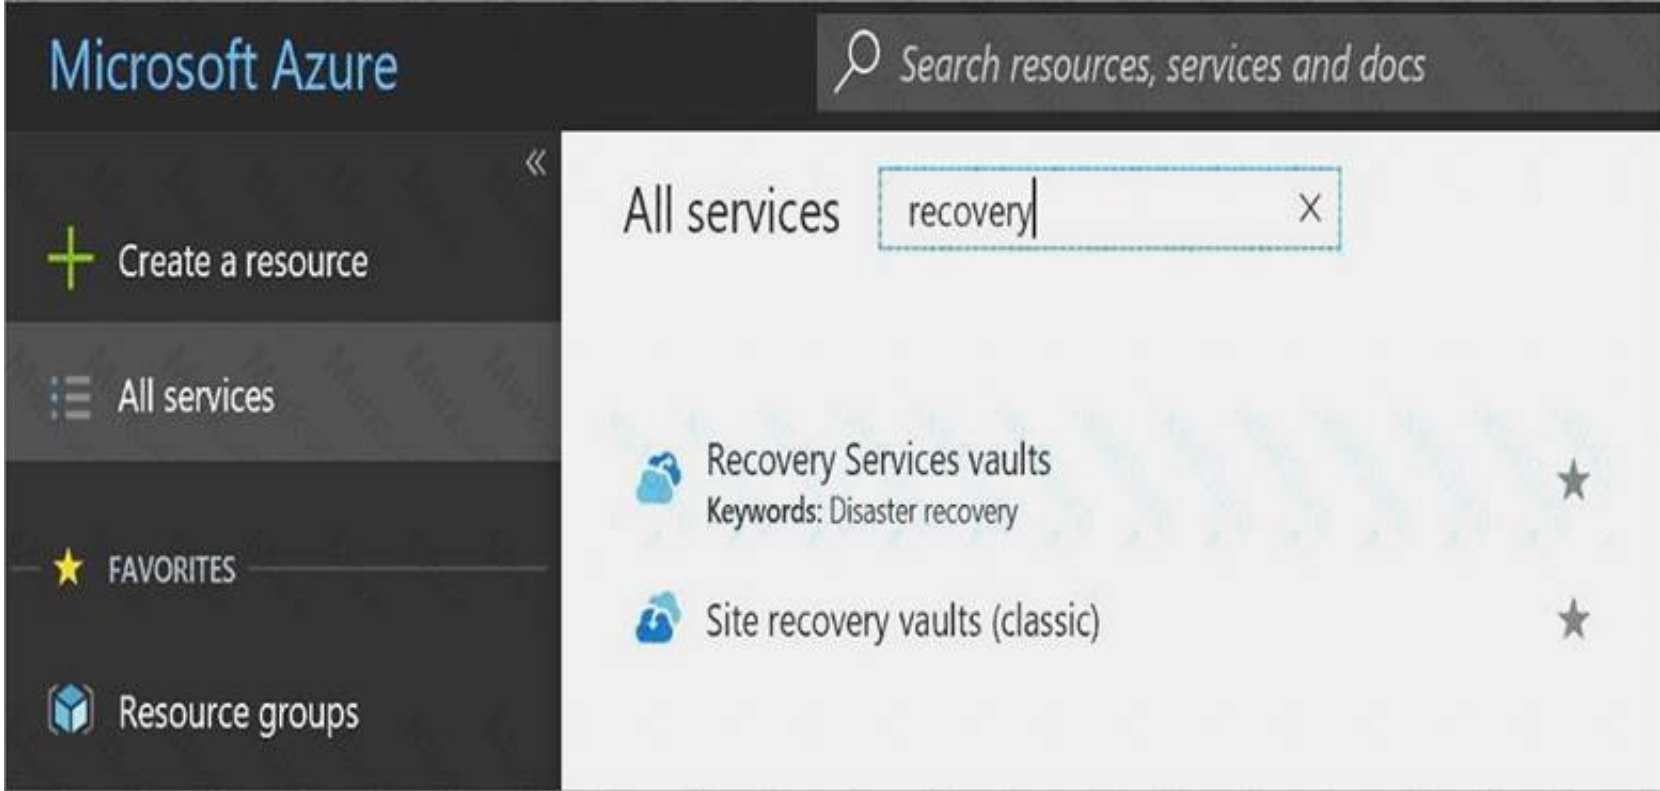 Microsoft Azure
Search resources, services and docs
«
Create a resource
All services
FAVORITES
Resource groups
All services
recovery
Recovery Services vaults
Keywords: Disaster recovery
Site recovery vaults (classic)